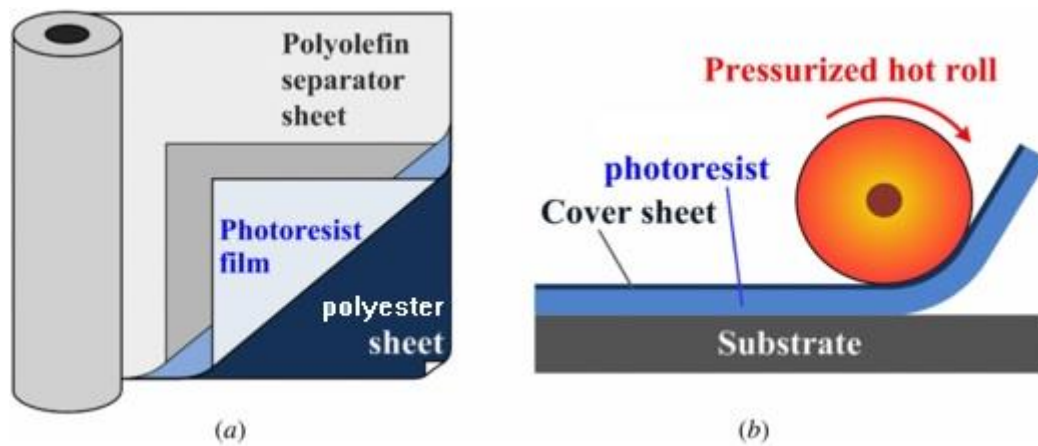 Polyolefin
separator
sheet
Photoresist
film
polyester
sheet
(a)
Pressurized hot roll
photoresist
Cover sheet
Substrate
(b)